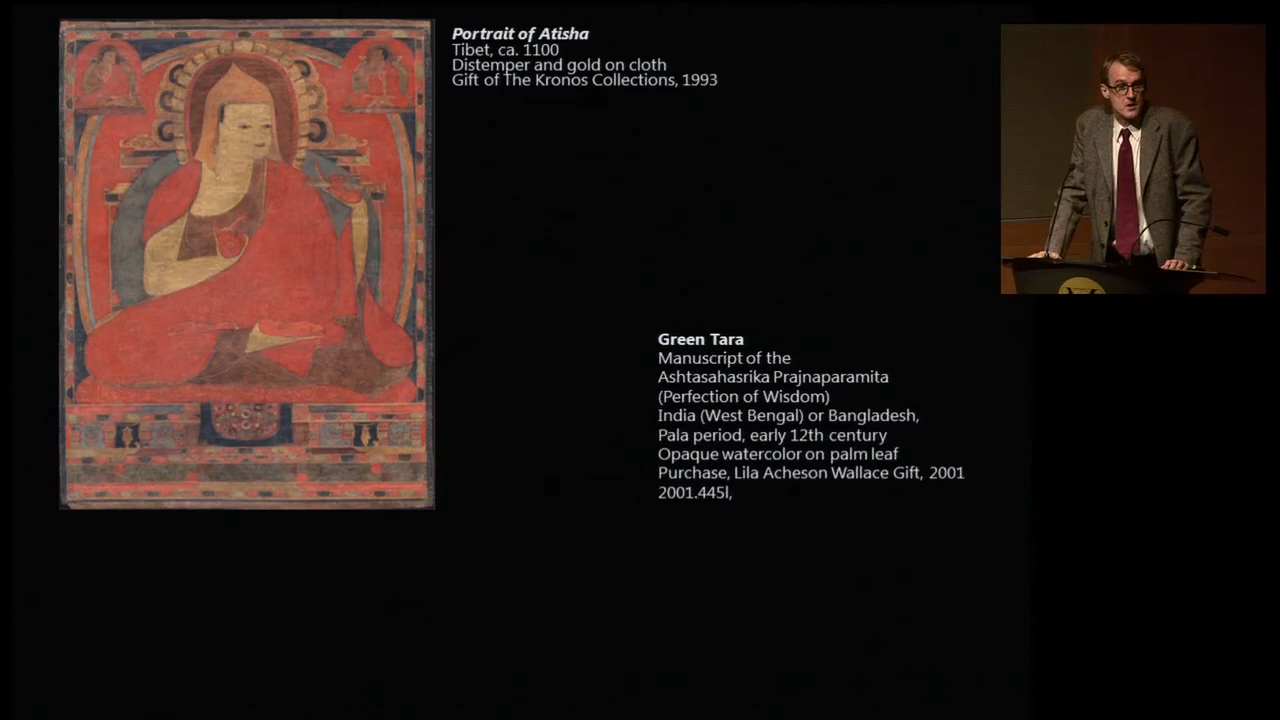 Portrait of Atisha
Tibet, ca. 1100
Distemper and gold on cloth
Gift of The Kronos Collections, 1993
Green Tara
Manuscript of the
Ashtasahasrika Prajnaparamita
(Perfection of Wisdom)
India (West Bengal) or Bangladesh,
Pala period, early 12th century
Opaque watercolor on palm leaf
Purchase, Lila Acheson Wallace Gift, 2001
2001.445l,